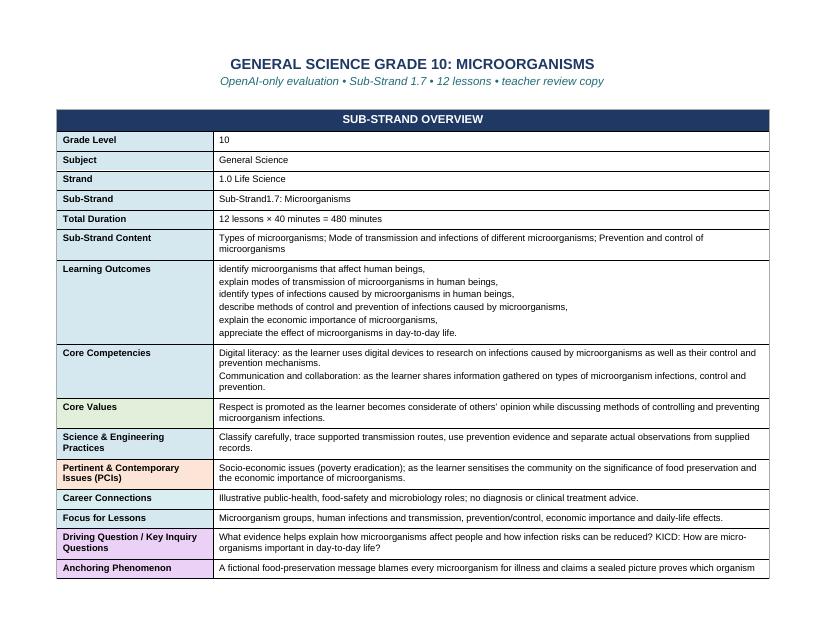 GENERAL SCIENCE GRADE 10: MICROORGANISMS
OpenAI-only evaluation • Sub-Strand 1.7 • 12 lessons • teacher review copy
SUB-STRAND OVERVIEW
Grade Level
10
Subject
General Science
Strand
1.0 Life Science
Sub-Strand
Sub-Strand1.7: Microorganisms
Total Duration
12 lessons × 40 minutes = 480 minutes
Sub-Strand Content
Types of microorganisms; Mode of transmission and infections of different microorganisms; Prevention and control of
microorganisms
Learning Outcomes
identify microorganisms that affect human beings,
explain modes of transmission of microorganisms in human beings,
identify types of infections caused by microorganisms in human beings,
describe methods of control and prevention of infections caused by microorganisms,
explain the economic importance of microorganisms,
appreciate the effect of microorganisms in day-to-day life.
Core Competencies
Digital literacy: as the learner uses digital devices to research on infections caused by microorganisms as well as their control and
prevention mechanisms.
Communication and collaboration: as the learner shares information gathered on types of microorganism infections, control and
prevention.
Core Values
Respect is promoted as the learner becomes considerate of others' opinion while discussing methods of controlling and preventing
microorganism infections.
Science & Engineering
Practices
Classify carefully, trace supported transmission routes, use prevention evidence and separate actual observations from supplied
records.
Pertinent & Contemporary
Issues (PCIs)
Socio-economic issues (poverty eradication); as the learner sensitises the community on the significance of food preservation and
the economic importance of microorganisms.
Career Connections
Illustrative public-health, food-safety and microbiology roles; no diagnosis or clinical treatment advice.
Focus for Lessons
Microorganism groups, human infections and transmission, prevention/control, economic importance and daily-life effects.
Driving Question / Key Inquiry
Questions
What evidence helps explain how microorganisms affect people and how infection risks can be reduced? KICD: How are micro-
organisms important in day-to-day life?
Anchoring Phenomenon
A fictional food-preservation message blames every microorganism for illness and claims a sealed picture proves which organism